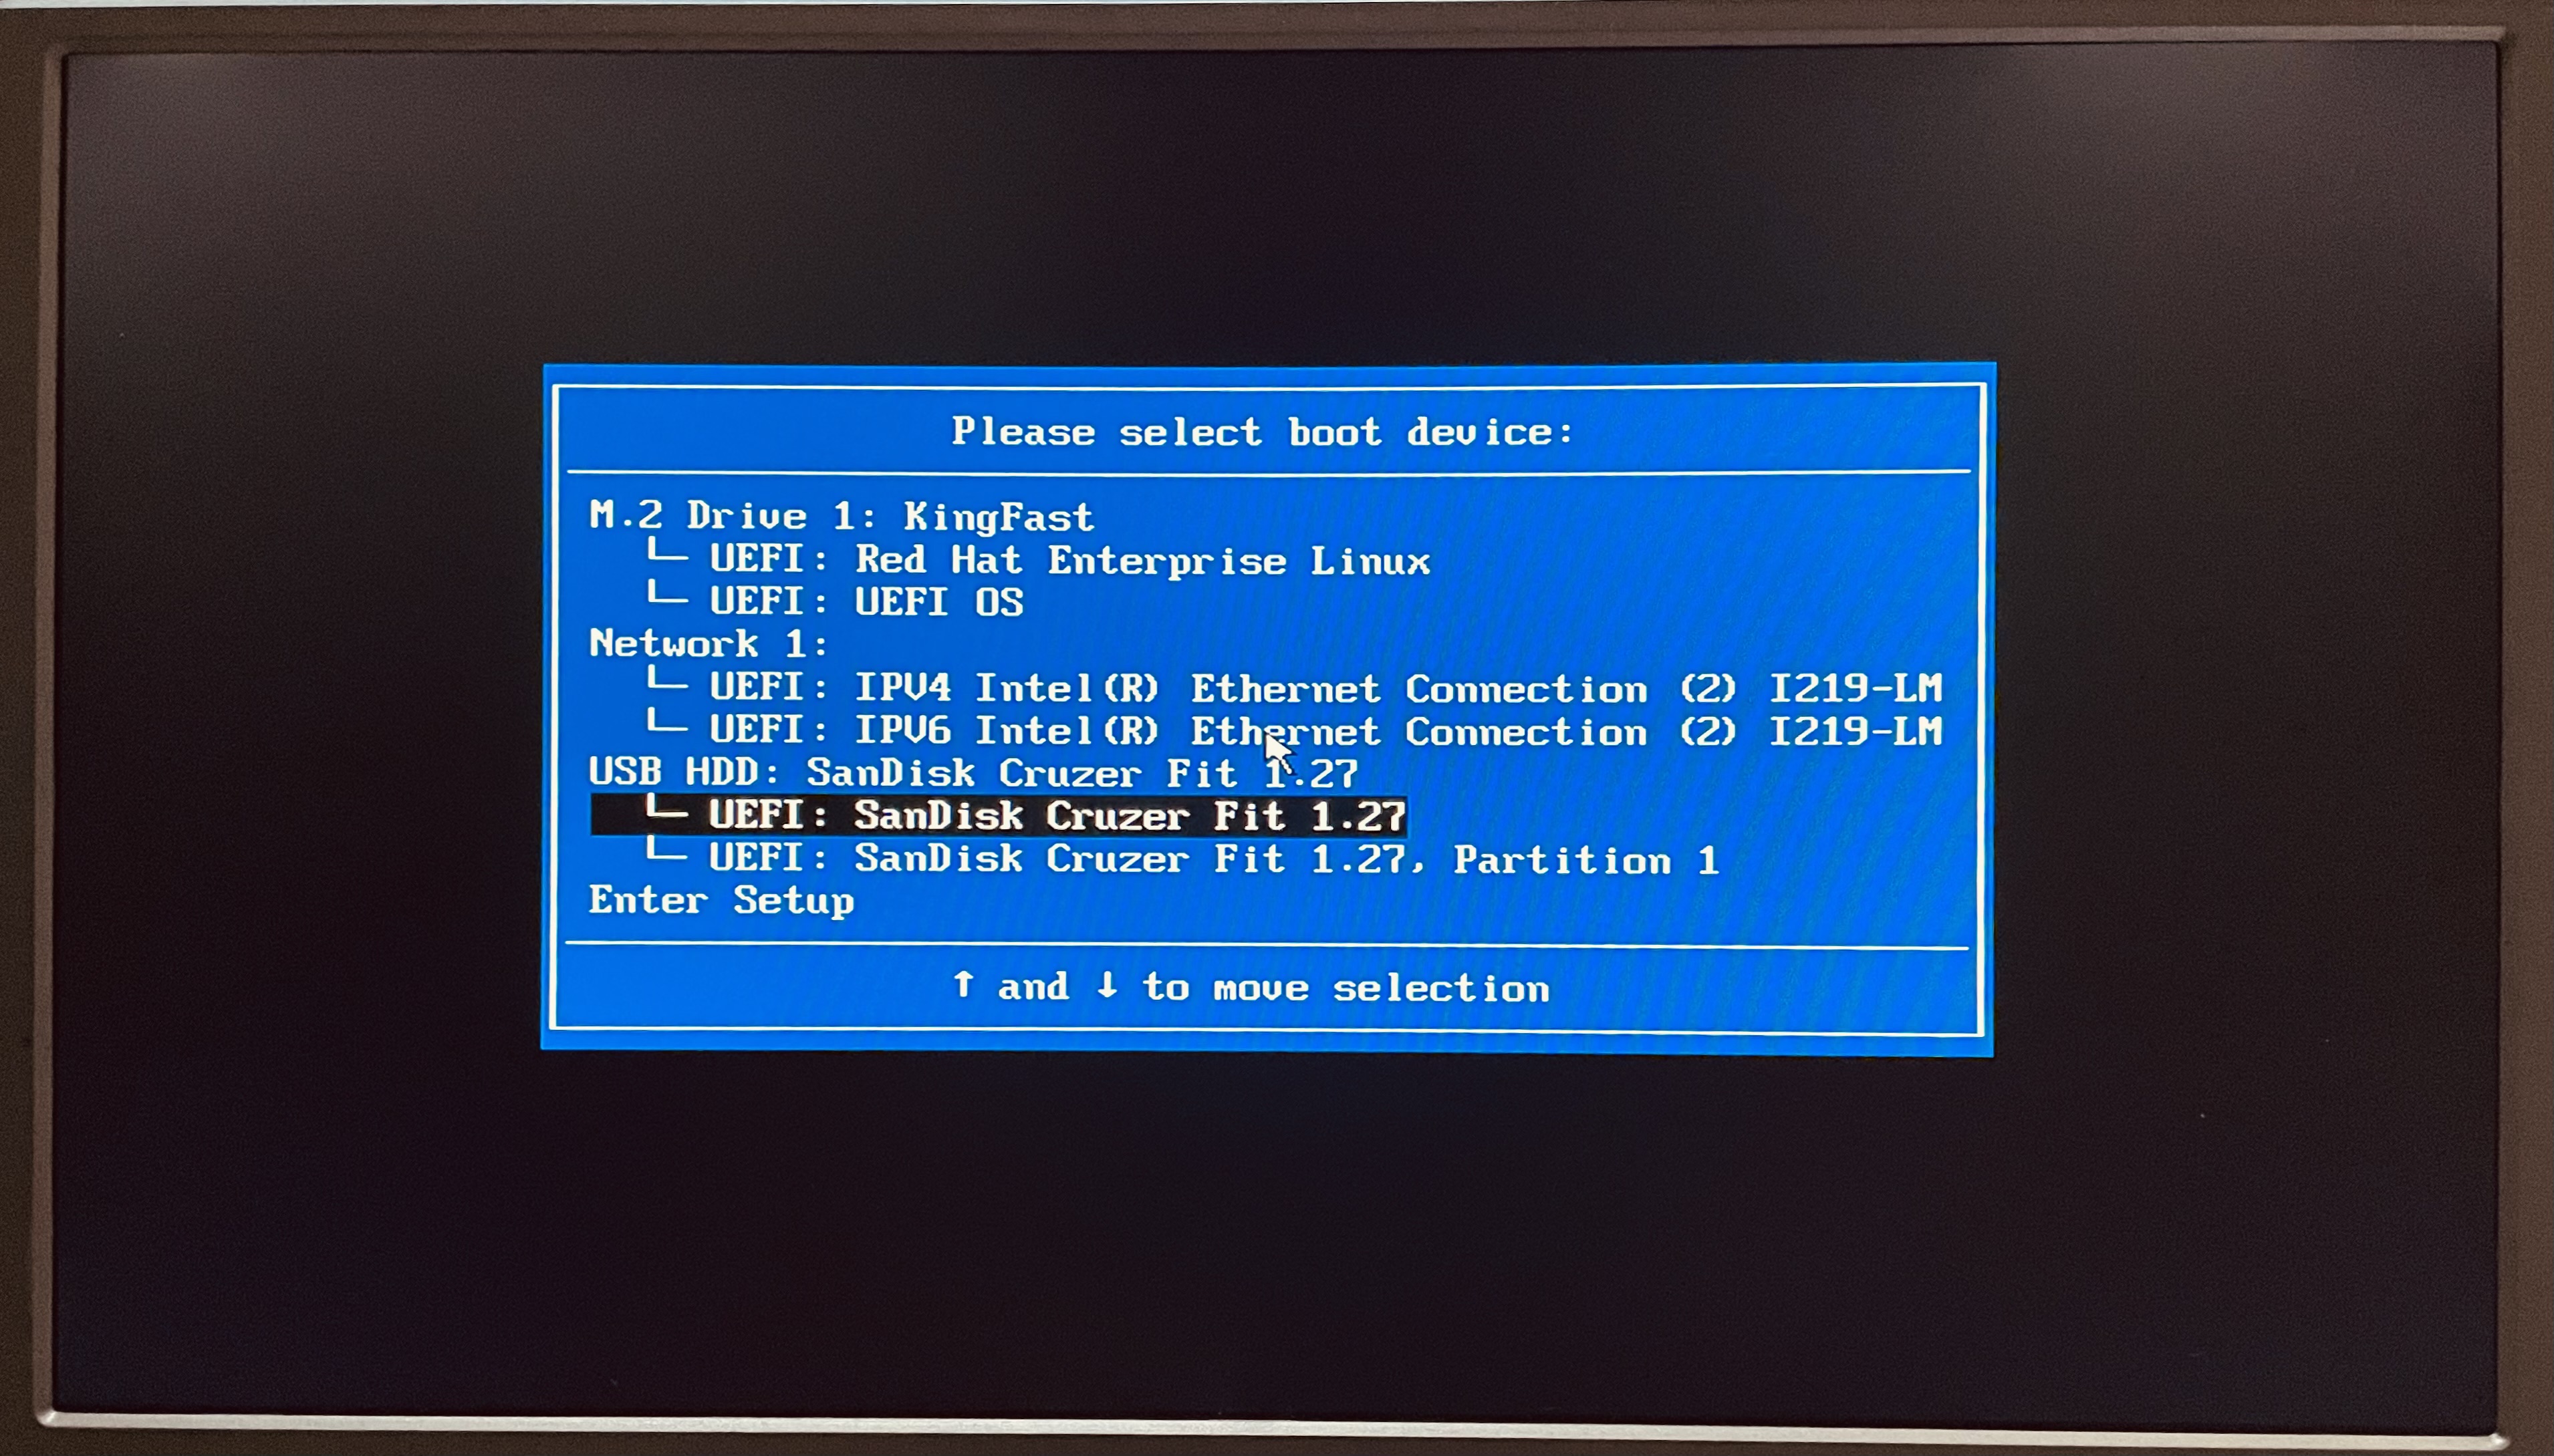 Please select boot device:
M.2 Drive 1: KingFast
└─ UEFI: Red Hat Enterprise Linux
└─ UEFI: UEFI OS
Network 1:
└─ UEFI: IPV4 Intel(R) Ethernet Connection (2) I219-LM
└─ UEFI: IPV6 Intel(R) Ethernet Connection (2) I219-LM
USB HDD: SanDisk Cruzer Fit 1.27
└─ UEFI: SanDisk Cruzer Fit 1.27
└─ UEFI: SanDisk Cruzer Fit 1.27, Partition 1
Enter Setup
↑ and ↓ to move selection